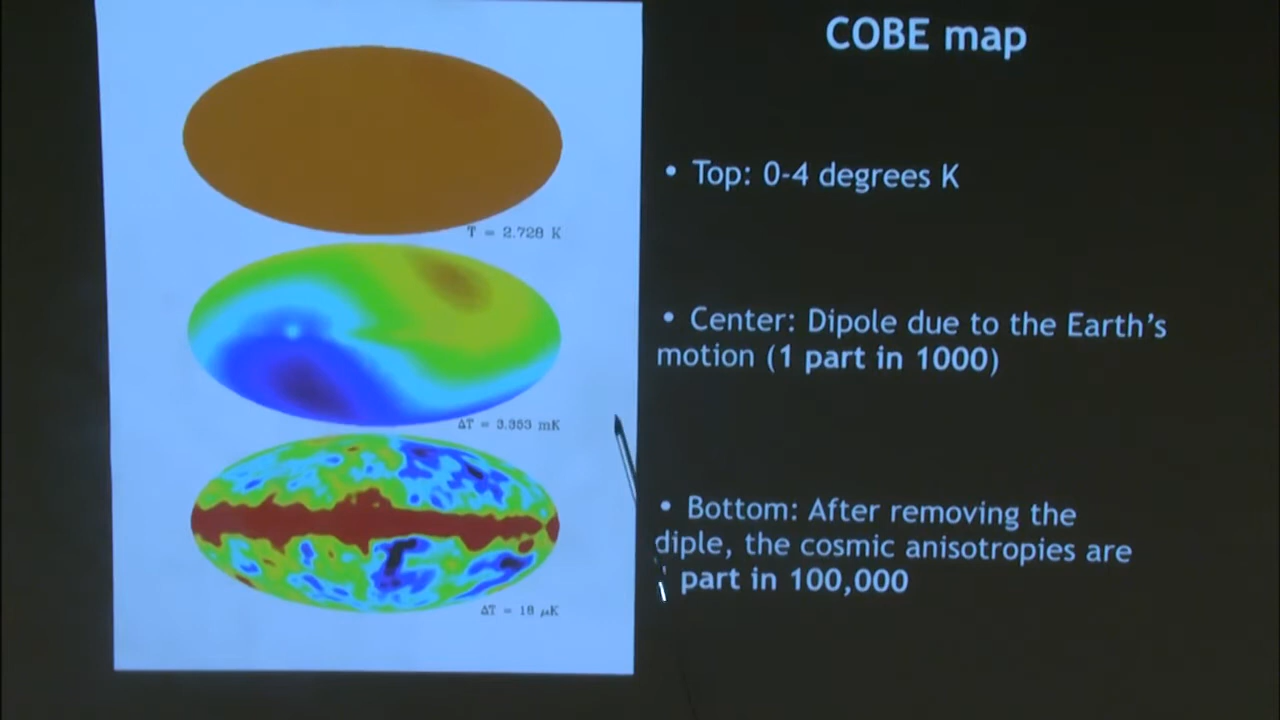 COBE map
• Top: 0-4 degrees K
T = 2.728 K
• Center: Dipole due to the Earth's
motion (1 part in 1000)
ΔT = 3.353 mK
• Bottom: After removing the
diple, the cosmic anisotropies are
part in 100,000
ΔT = 18 μK